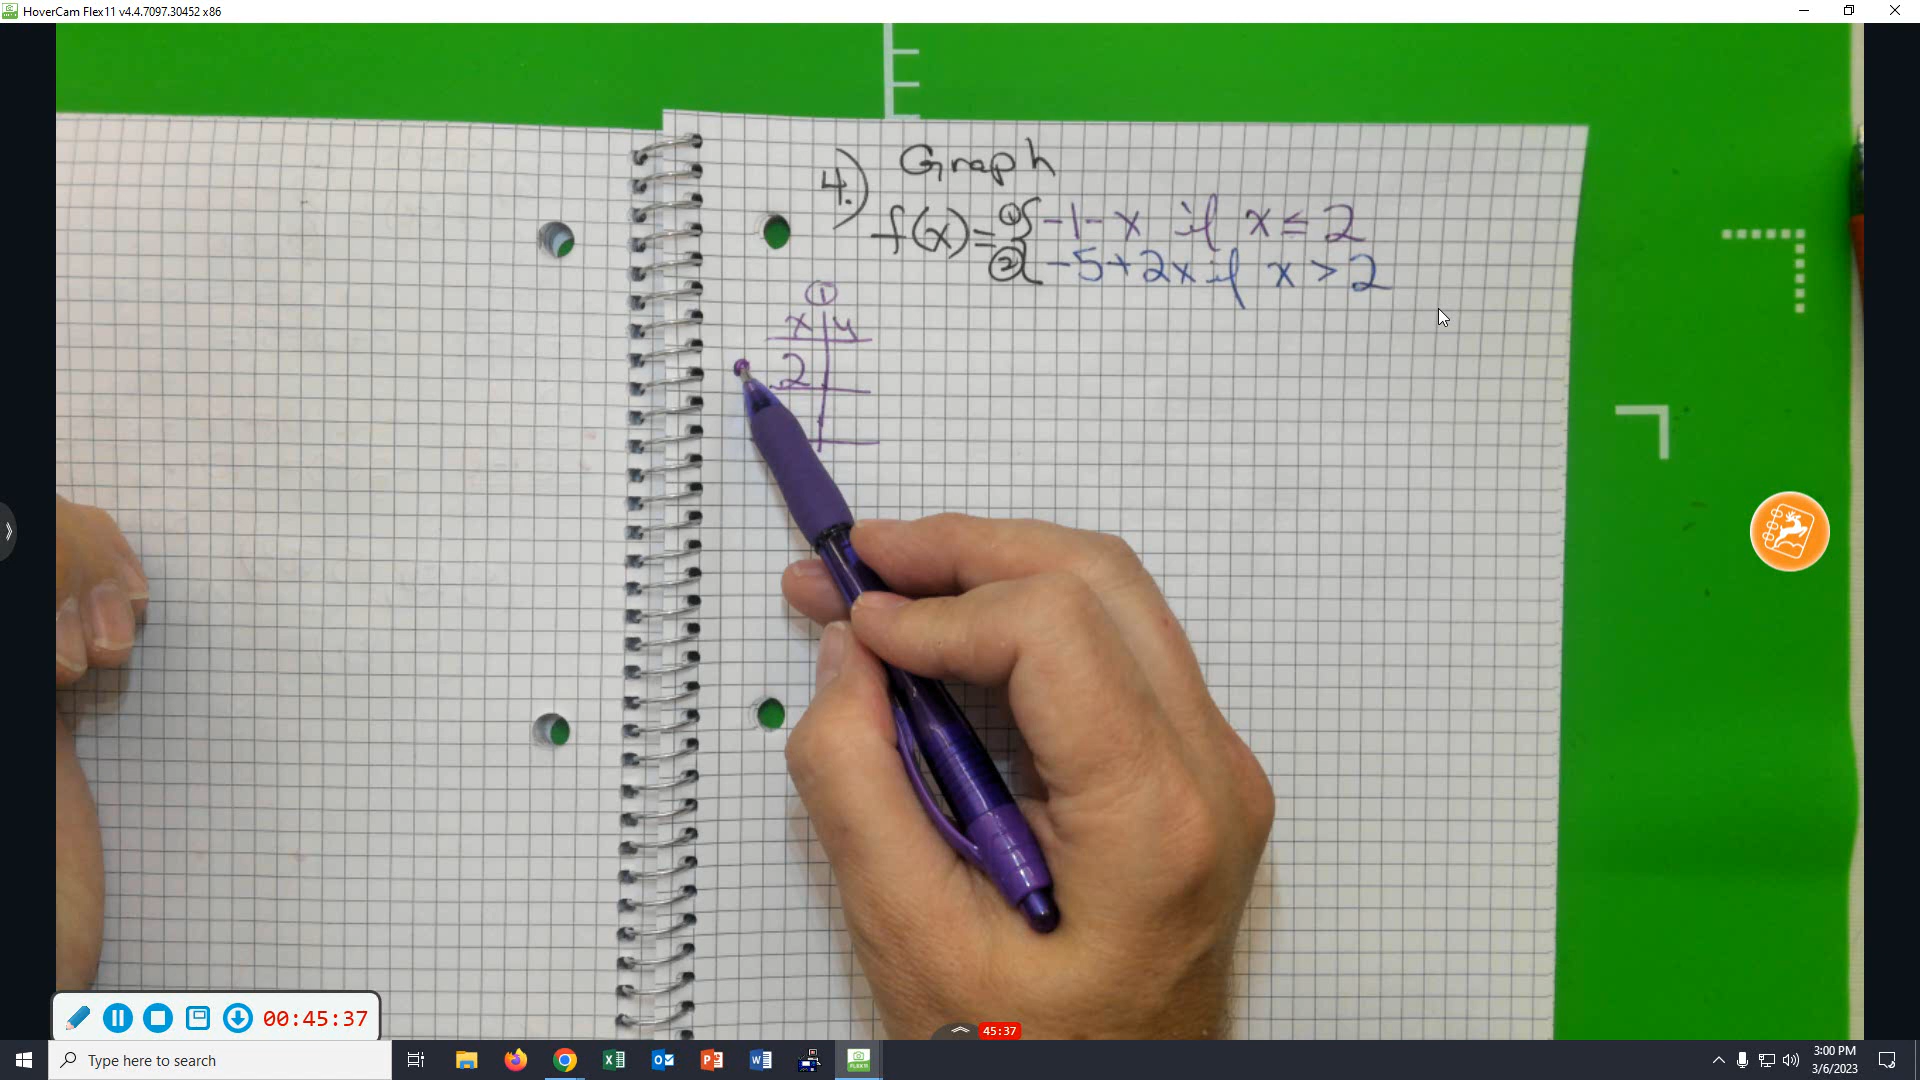 HoverCam Flex11 v4.4.7097.30452 x86
4.) Graph
f(x) = ① { -1-x if x ≤ 2
② { -5+2x if x > 2
①
x y
2
00:45:37
45:37
Type here to search
3:00 PM
3/6/2023